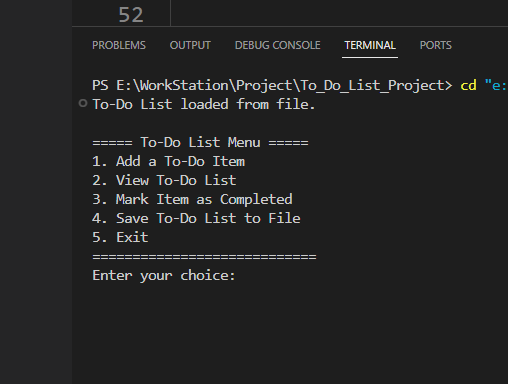 52
PROBLEMS OUTPUT DEBUG CONSOLE TERMINAL PORTS
PS E:\WorkStation\Project\To_Do_List_Project> cd "e:
To-Do List loaded from file.
===== To-Do List Menu =====
1. Add a To-Do Item
2. View To-Do List
3. Mark Item as Completed
4. Save To-Do List to File
5. Exit
============================
Enter your choice: